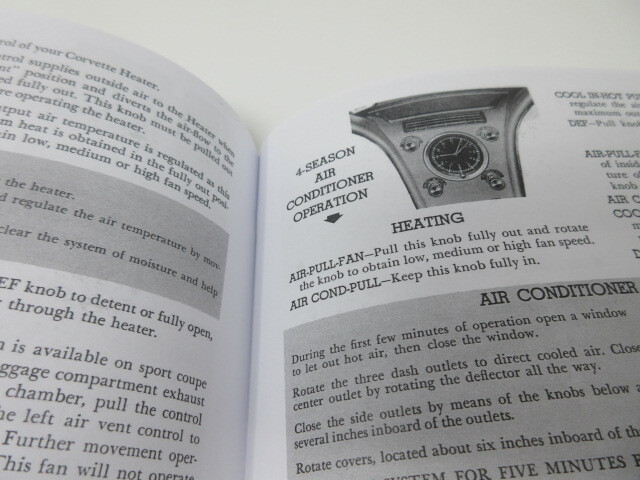 rol of your Corvette Heater.
ntrol supplies outside air to the Heater when
ent" position and diverts the air-flow to the
ed fully out. This knob must be pulled out
re operating the heater.
utput air temperature is regulated as this
m heat is obtained in the fully out posi-
in low, medium or high fan speed.
the heater.
d regulate the air temperature by mov-
clear the system of moisture and help
EF knob to detent or fully open,
through the heater.
n is available on sport coupe
ggage compartment exhaust
chamber, pull the control
he left air vent control to
Further movement oper-
This fan will not operate
4-SEASON
AIR
CONDITIONER
OPERATION
HEATING
AIR-PULL-FAN—Pull this knob fully out and rotate
the knob to obtain low, medium or high fan speed.
AIR COND-PULL—Keep this knob fully in.
AIR CONDITIONER
During the first few minutes of operation open a window
to let out hot air, then close the window.
Rotate the three dash outlets to direct cooled air. Close
center outlet by rotating the deflector all the way.
Close the side outlets by means of the knobs below a
several inches inboard of the outlets.
Rotate covers, located about six inches inboard of the
SYSTEM FOR FIVE MINUTES
COOL IN-HOT PU
regulate the
maximum ou
DEF—Pull knob
AIR-PULL-F
of insid
ture of
knob
AIR C
COO